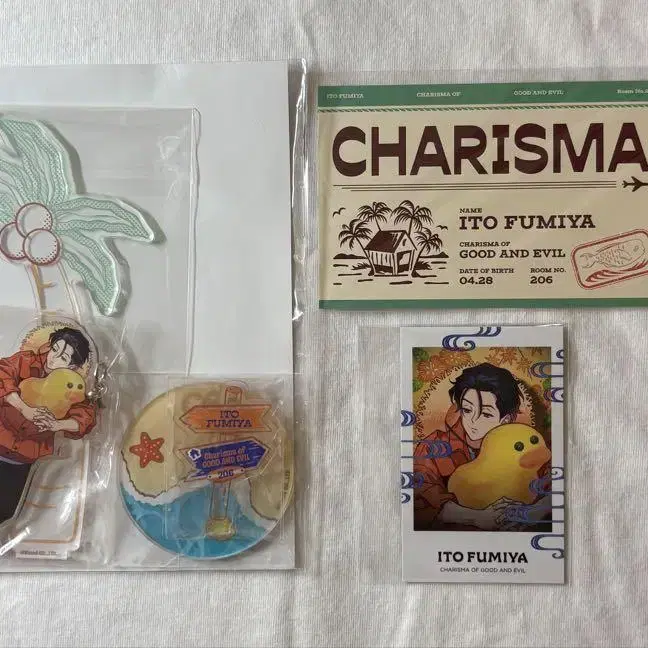 ITO FUMIYA CHARISMA OF GOOD AND EVIL Room No.
CHARISMA
NAME
ITO FUMIYA
CHARISMA OF
GOOD AND EVIL
DATE OF BIRTH ROOM NO.
04.28 206
ITO
FUMIYA
Charisma of
GOOD AND EVIL
206
ITO FUMIYA
CHARISMA OF GOOD AND EVIL